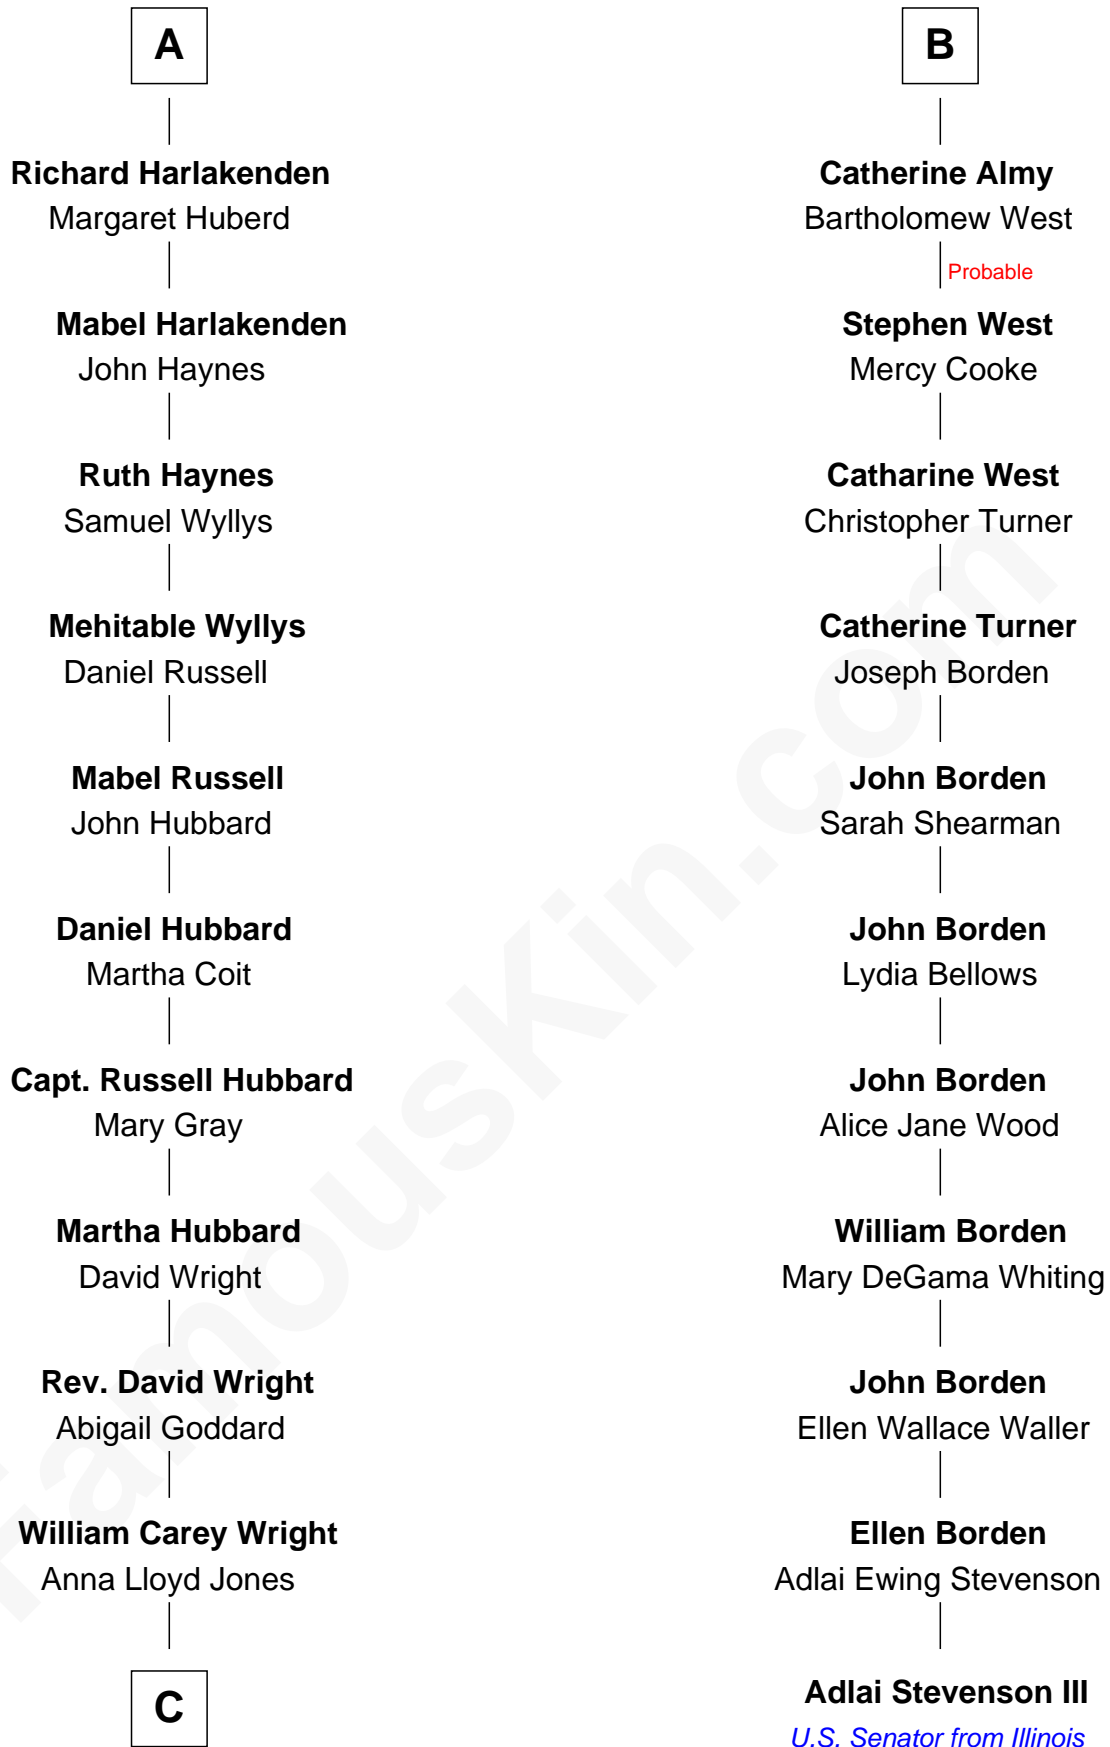 A
Richard Harlakenden
Margaret Huberd
Mabel Harlakenden
John Haynes
Ruth Haynes
Samuel Wyllys
Mehitable Wyllys
Daniel Russell
Mabel Russell
John Hubbard
Daniel Hubbard
Martha Coit
Capt. Russell Hubbard
Mary Gray
Martha Hubbard
David Wright
Rev. David Wright
Abigail Goddard
William Carey Wright
Anna Lloyd Jones
C
B
Catherine Almy
Bartholomew West
Probable
Stephen West
Mercy Cooke
Catharine West
Christopher Turner
Catherine Turner
Joseph Borden
John Borden
Sarah Shearman
John Borden
Lydia Bellows
John Borden
Alice Jane Wood
William Borden
Mary DeGama Whiting
John Borden
Ellen Wallace Waller
Ellen Borden
Adlai Ewing Stevenson
Adlai Stevenson III
U.S. Senator from Illinois
FamousKin.com